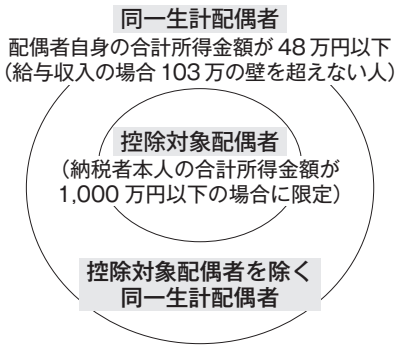 同一生計配偶者
配偶者自身の合計所得金額が 48 万円以下
（給与収入の場合 103 万の壁を超えない人）
控除対象配偶者
（納税者本人の合計所得金額が
1,000 万円以下の場合に限定）
控除対象配偶者を除く
同一生計配偶者